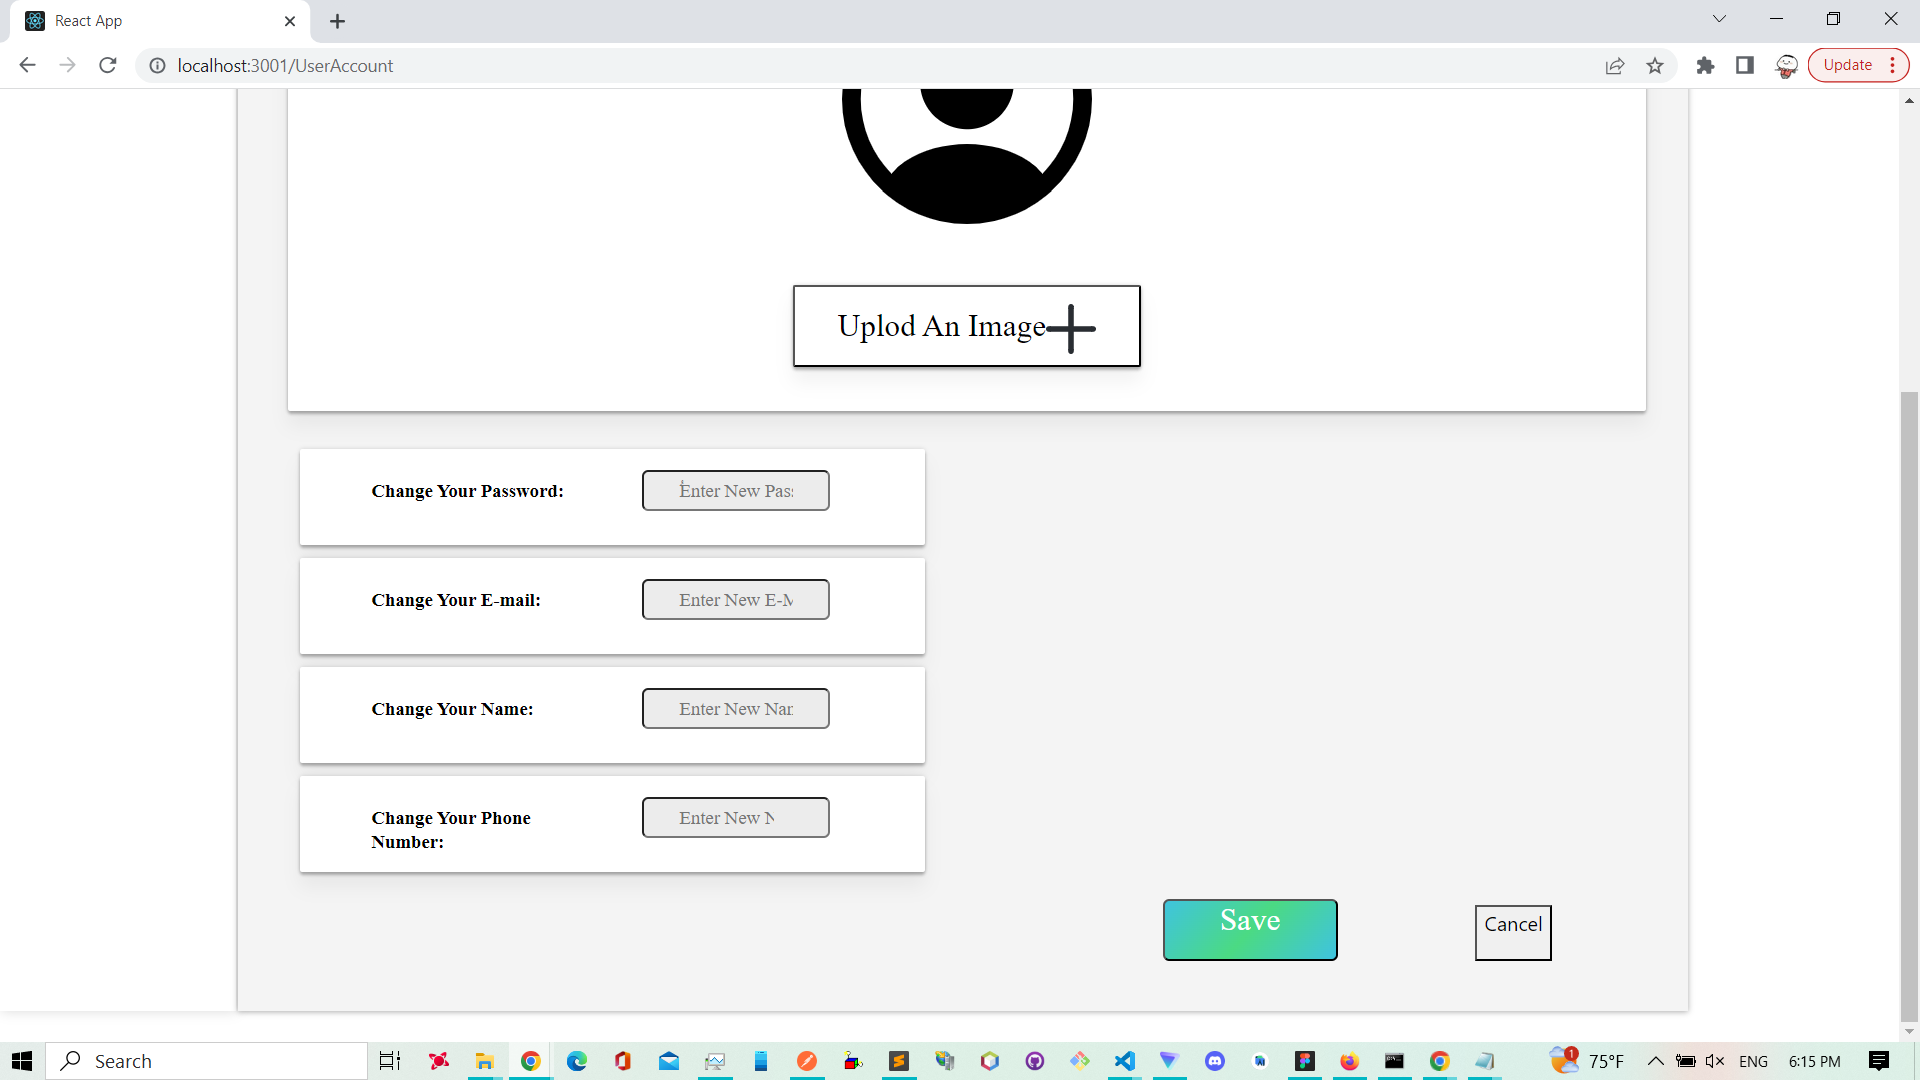 React App
localhost:3001/UserAccount
Update
Uplod An Image
Change Your Password:
Enter New Pas
Change Your E-mail:
Enter New E-M
Change Your Name:
Enter New Nam
Change Your Phone
Number:
Enter New N
Save
Cancel
Search
1
75°F
ENG
6:15 PM